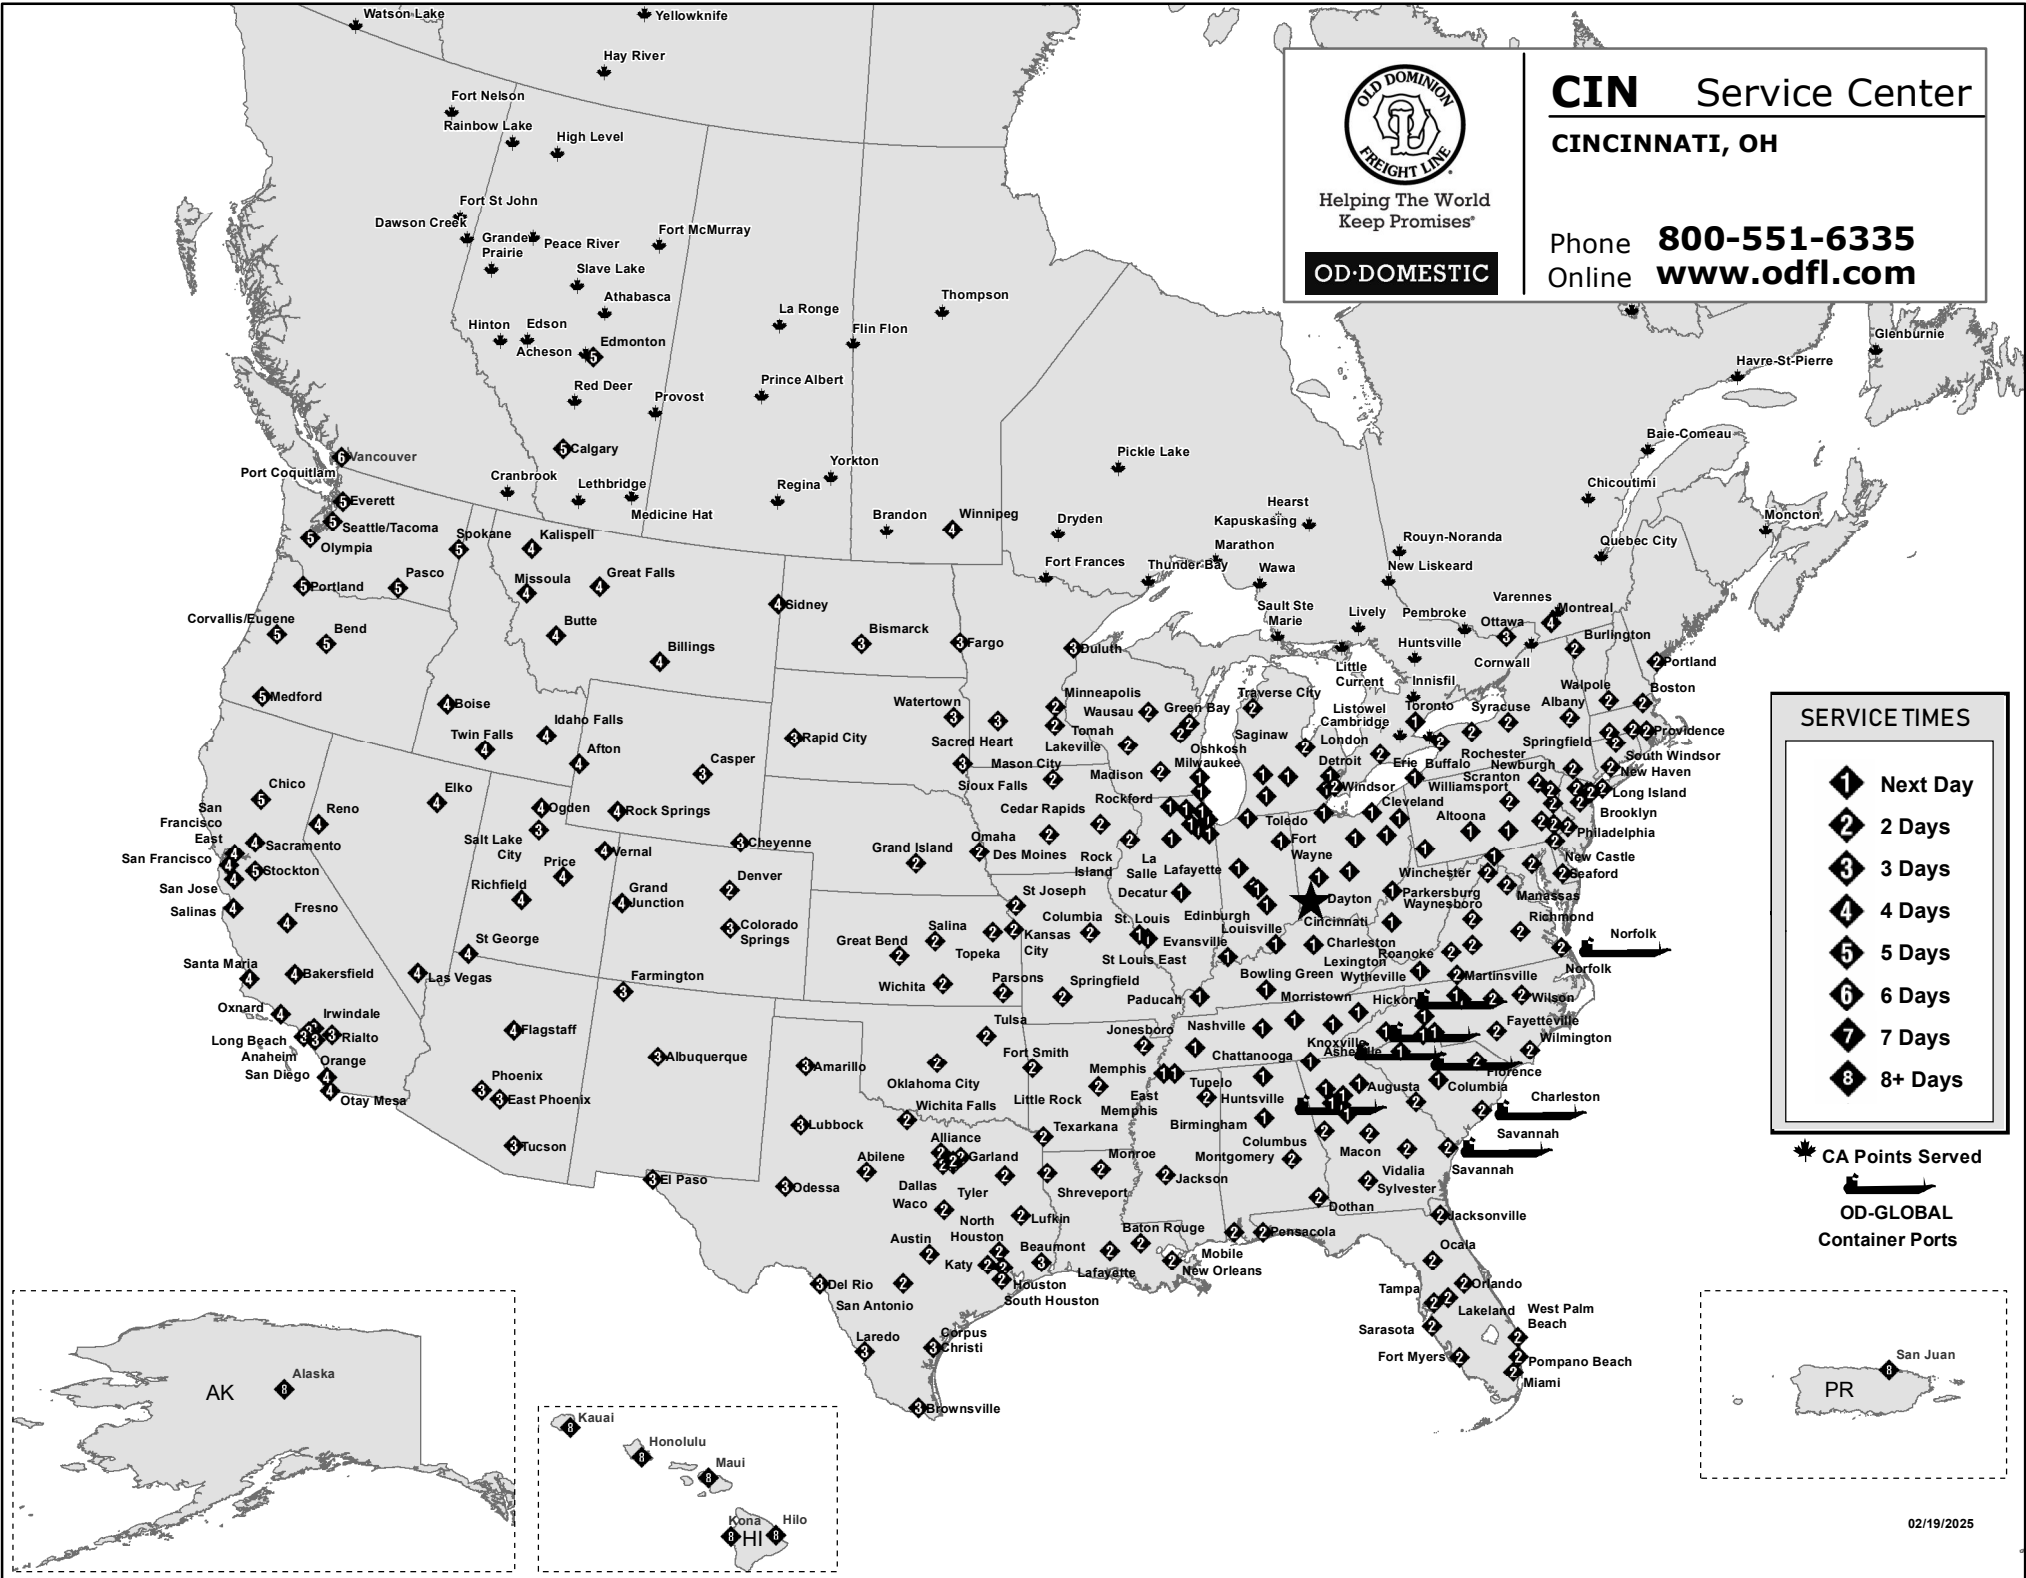 Watson Lake
Yellowknife
Hay River
Fort Nelson
Rainbow Lake
High Level
Fort St John
Dawson Creek
Grande
Prairie
Peace River
Fort McMurray
Slave Lake
Athabasca
Hinton
Edson
Acheson
Edmonton
5
La Ronge
Flin Flon
Thompson
Red Deer
Provost
Prince Albert
Calgary
5
Vancouver
6
Port Coquitlam
Cranbrook
Lethbridge
Medicine Hat
Regina
Yorkton
Brandon
Winnipeg
4
Pickle Lake
Dryden
Fort Frances
Hearst
Kapuskasing
Marathon
Thunder Bay
Wawa
Sault Ste
Marie
Rouyn-Noranda
New Liskeard
Lively
Pembroke
Huntsville
Little
Current
Innisfil
Listowel
Cambridge
Toronto
London
Windsor
Ottawa
Cornwall
Varennes
Montreal
Quebec City
Chicoutimi
Baie-Comeau
Havre-St-Pierre
Glenburnie
Moncton
OLD DOMINION
FREIGHT LINE
Helping The World
Keep Promises®
OD·DOMESTIC
CIN Service Center
CINCINNATI, OH
Phone 800-551-6335
Online www.odfl.com
Everett
Seattle/Tacoma
Olympia
Spokane
Kalispell
Portland
Pasco
Missoula
Great Falls
Corvallis/Eugene
Bend
Butte
Billings
Sidney
Bismarck
Fargo
Duluth
Medford
Boise
Idaho Falls
Twin Falls
Afton
Casper
Rapid City
Watertown
Sacred Heart
Minneapolis
Wausau
Green Bay
Traverse City
Tomah
Lakeville
Oshkosh
Saginaw
Mason City
Milwaukee
Detroit
Sioux Falls
Madison
Cedar Rapids
Rockford
Erie
Buffalo
Rochester
Syracuse
Albany
Walpole
Burlington
Portland
Boston
Springfield
Providence
South Windsor
New Haven
Newburgh
Scranton
Williamsport
Long Island
Brooklyn
Philadelphia
Altoona
Cleveland
Toledo
Fort
Wayne
New Castle
Seaford
Winchester
Manassas
Parkersburg
Waynesboro
Richmond
Norfolk
Norfolk
Chico
Reno
Elko
Ogden
Rock Springs
Cheyenne
San
Francisco
East
Sacramento
San Francisco
Stockton
San Jose
Salinas
Fresno
Salt Lake
City
Price
Vernal
Richfield
Grand
Junction
Denver
Colorado
Springs
Grand Island
Omaha
Des Moines
Rock
Island
La
Salle
Lafayette
Decatur
St Joseph
Columbia
St. Louis
Edinburgh
Dayton
Cincinnati
Louisville
Evansville
Charleston
Lexington
Roanoke
St Louis East
Salina
Great Bend
Topeka
Kansas
City
Wichita
Parsons
Springfield
Paducah
Bowling Green
Wytheville
Martinsville
Santa Maria
Bakersfield
Las Vegas
St George
Farmington
Oxnard
Irwindale
Rialto
Long Beach
Anaheim
Orange
San Diego
Otay Mesa
Flagstaff
Phoenix
East Phoenix
Tucson
Albuquerque
Amarillo
Tulsa
Fort Smith
Jonesboro
Nashville
Morristown
Hickory
Wilson
Fayetteville
Wilmington
Knoxville
Asheville
Chattanooga
Oklahoma City
Wichita Falls
Little Rock
Memphis
East
Memphis
Tupelo
Huntsville
Augusta
Columbia
Florence
Charleston
Savannah
Savannah
Lubbock
Texarkana
Birmingham
Columbus
Montgomery
Macon
Vidalia
Sylvester
Abilene
Alliance
Garland
Dallas
Tyler
Monroe
Shreveport
Jackson
Dothan
El Paso
Odessa
Waco
North
Houston
Lufkin
Austin
Katy
Beaumont
Baton Rouge
Lafayette
Mobile
New Orleans
Pensacola
Jacksonville
Ocala
Orlando
Tampa
Lakeland
Sarasota
West Palm
Beach
Fort Myers
Pompano Beach
Miami
Del Rio
San Antonio
Houston
South Houston
Laredo
Corpus
Christi
Brownsville
SERVICE TIMES
1 Next Day
2 2 Days
3 3 Days
4 4 Days
5 5 Days
6 6 Days
7 7 Days
8 8+ Days
CA Points Served
OD-GLOBAL
Container Ports
AK
Alaska
8
Kauai
8
Honolulu
8
Maui
8
Kona
8
HI
Hilo
8
San Juan
8
PR
02/19/2025